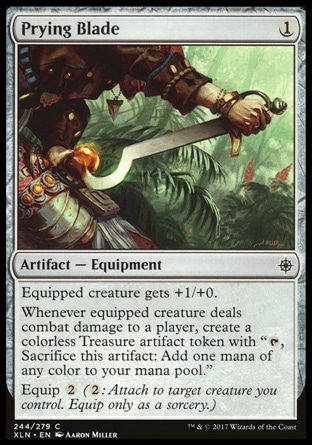 Prying Blade 1
Artifact — Equipment
Equipped creature gets +1/+0.
Whenever equipped creature deals
combat damage to a player, create a
colorless Treasure artifact token with “,
Sacrifice this artifact: Add one mana of
any color to your mana pool.”
Equip 2 (2: Attach to target creature you
control. Equip only as a sorcery.)
244/279 C
XLN • EN Aaron Miller
™ & © 2017 Wizards of the Coast